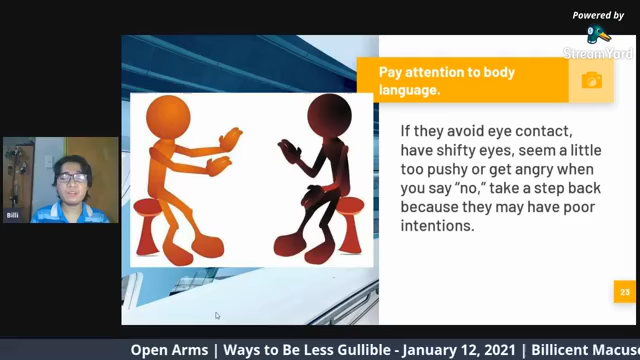 Powered by
StreamYard
Pay attention to body
language.
If they avoid eye contact,
have shifty eyes, seem a little
too pushy or get angry when
you say “no,” take a step back
because they may have poor
intentions.
23
Billi
Open Arms | Ways to Be Less Gullible - January 12, 2021 | Billicent Macuse